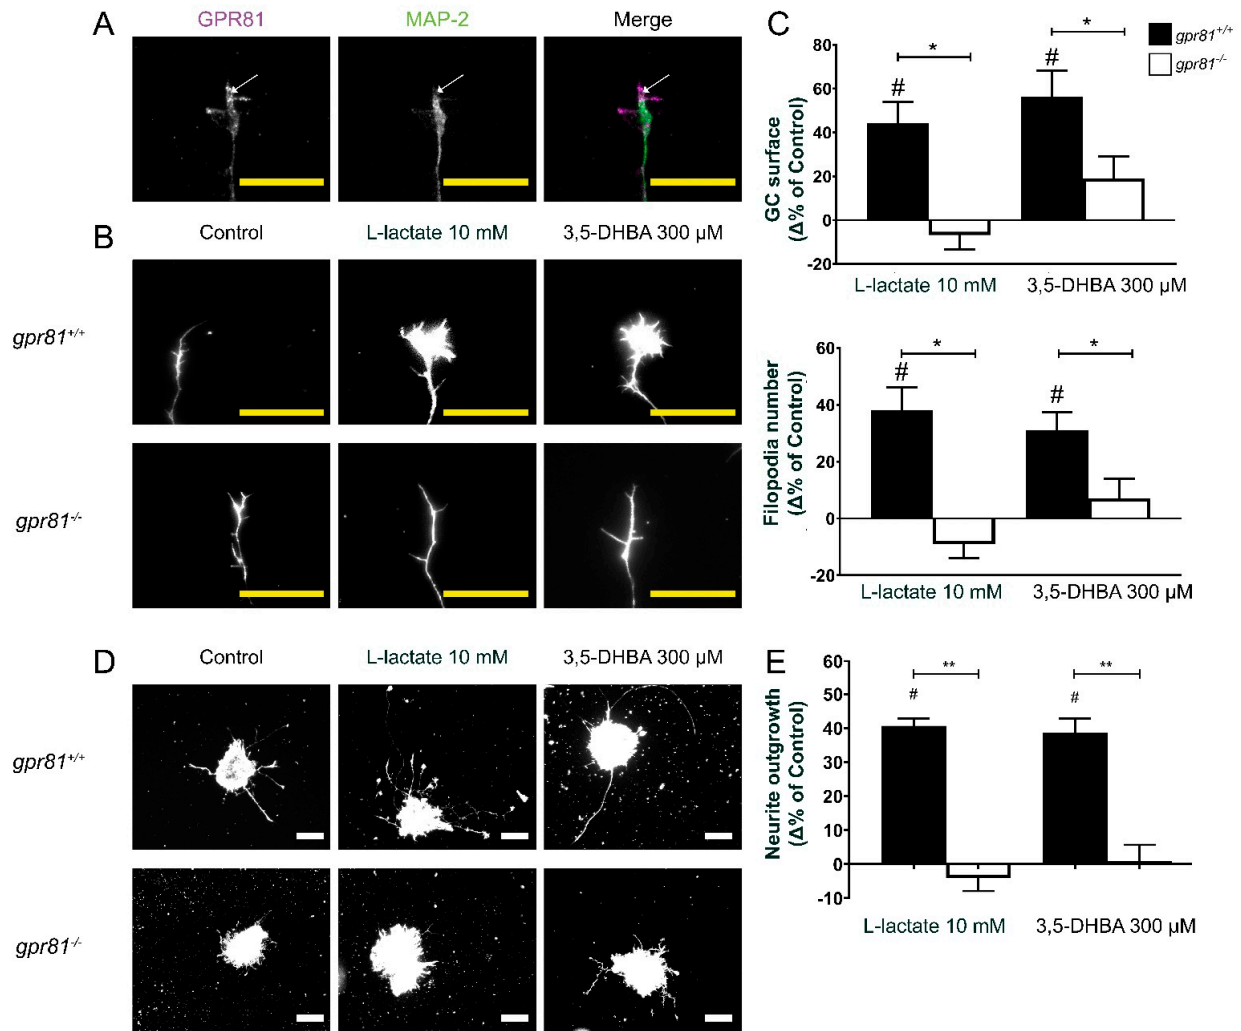 A
GPR81
MAP-2
Merge
B
Control
L-lactate 10 mM
3,5-DHBA 300 µM
gpr81+/+
gpr81-/-
C
gpr81+/+
gpr81-/-
GC surface
(Δ% of Control)
80
60
40
20
0
-20
*
*
#
#
L-lactate 10 mM
3,5-DHBA 300 µM
Filopodia number
(Δ% of Control)
60
40
20
0
-20
*
*
#
#
L-lactate 10 mM
3,5-DHBA 300 µM
D
Control
L-lactate 10 mM
3,5-DHBA 300 µM
gpr81+/+
gpr81-/-
E
Neurite outgrowth
(Δ% of Control)
60
50
40
30
20
10
0
-10
**
**
#
#
L-lactate 10 mM
3,5-DHBA 300 µM